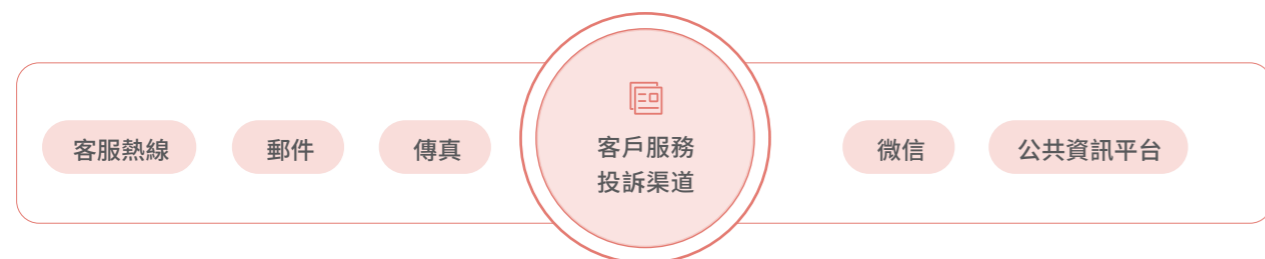 客服熱線
郵件
傳真
客戶服務
投訴渠道
微信
公共資訊平台